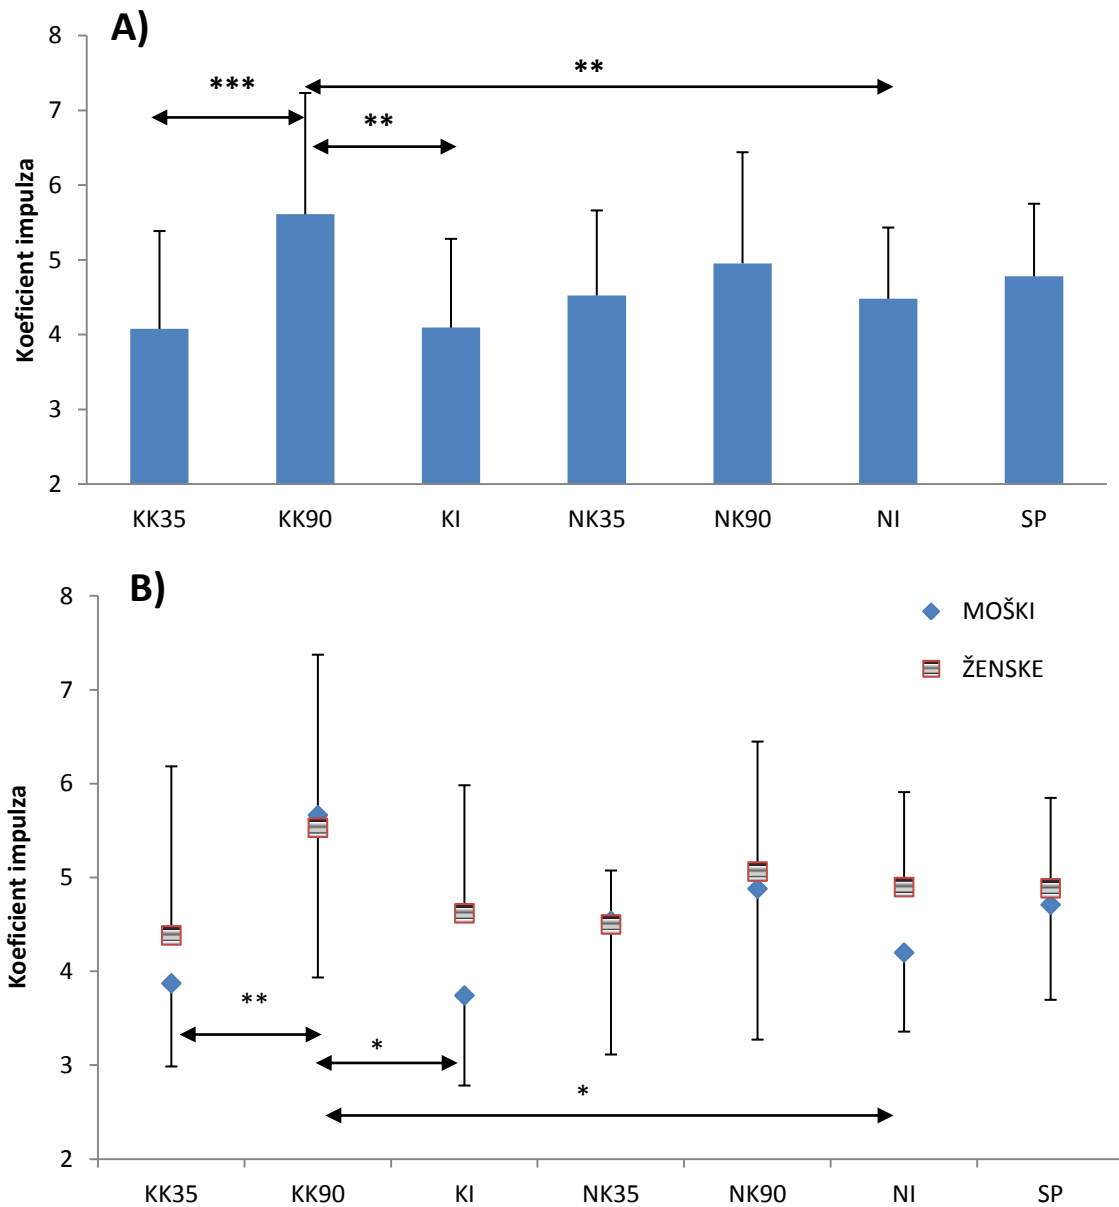 A)
8
7
6
5
4
3
2
Koeficient impulza
***
**
**
KK35 KK90 KI NK35 NK90 NI SP
B)
8
7
6
5
4
3
2
Koeficient impulza
MOŠKI
ŽENSKE
**
*
*
KK35 KK90 KI NK35 NK90 NI SP